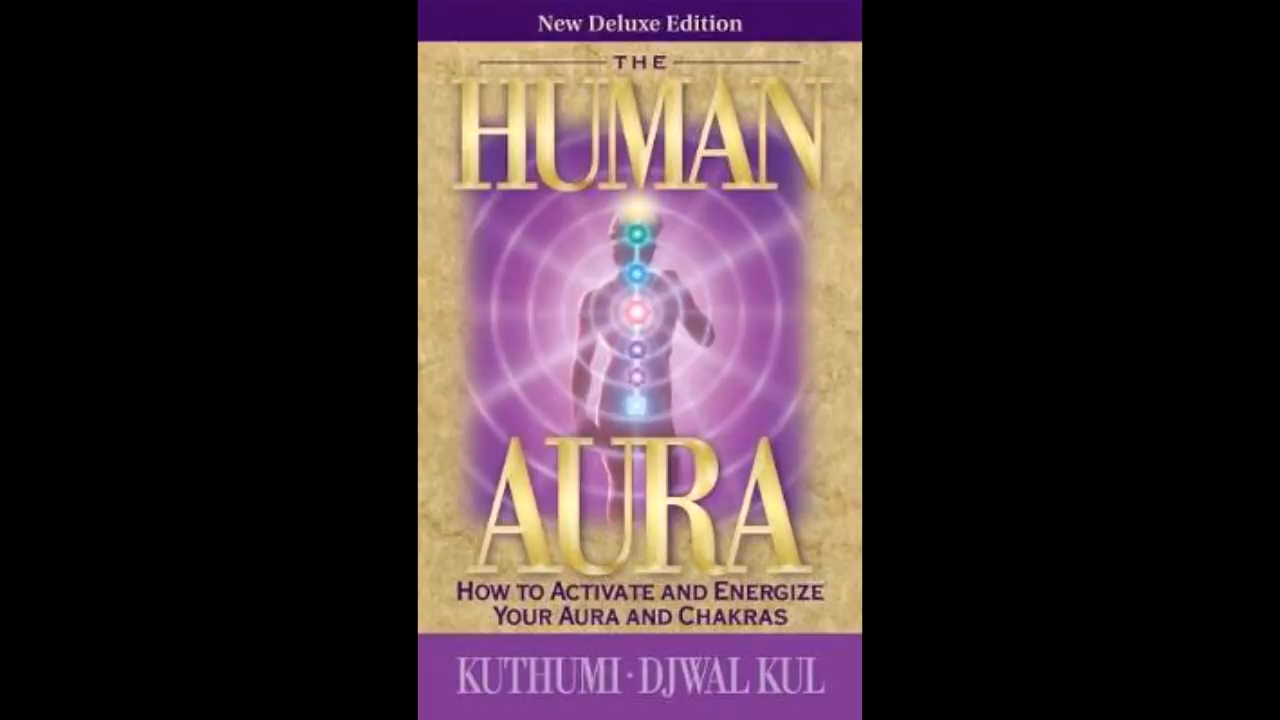 New Deluxe Edition
THE
HUMAN
AURA
HOW TO ACTIVATE AND ENERGIZE
YOUR AURA AND CHAKRAS
KUTHUMI · DJWAL KUL